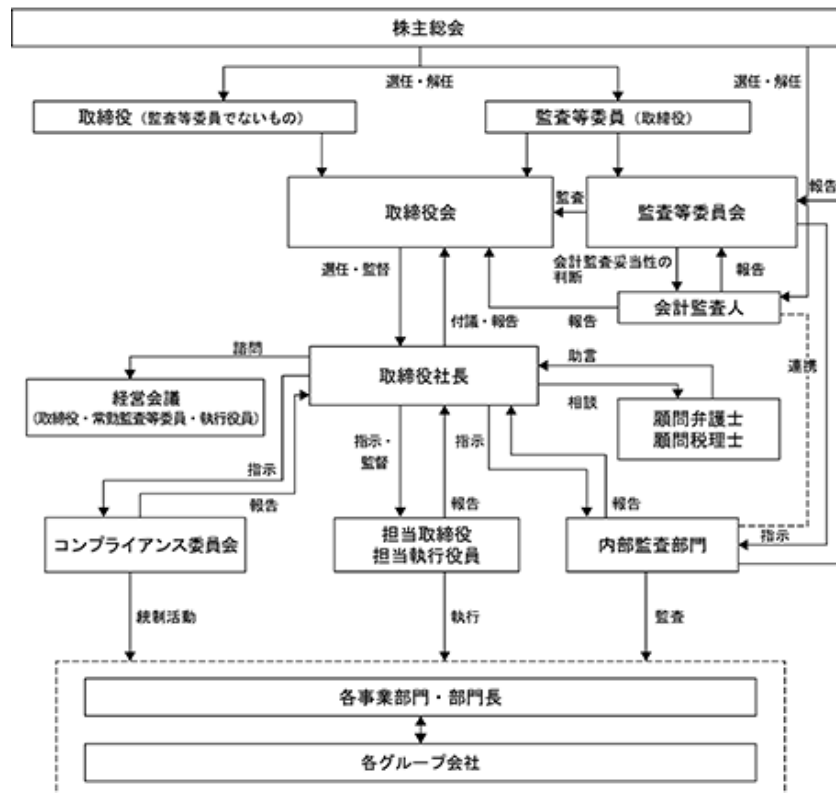 株主総会
選任・解任
選任・解任
取締役（監査等委員でないもの）
監査等委員（取締役）
取締役会
監査
監査等委員会
報告
選任・監督
付議・報告
報告
会計監査妥当性の
判断
報告
会計監査人
諮問
取締役社長
助言
連携
経営会議
（取締役・常勤監査等委員・執行役員）
相談
顧問弁護士
顧問税理士
指示
報告
指示・
監督
報告
指示
報告
指示
コンプライアンス委員会
担当取締役
担当執行役員
内部監査部門
統制活動
執行
監査
各事業部門・部門長
各グループ会社